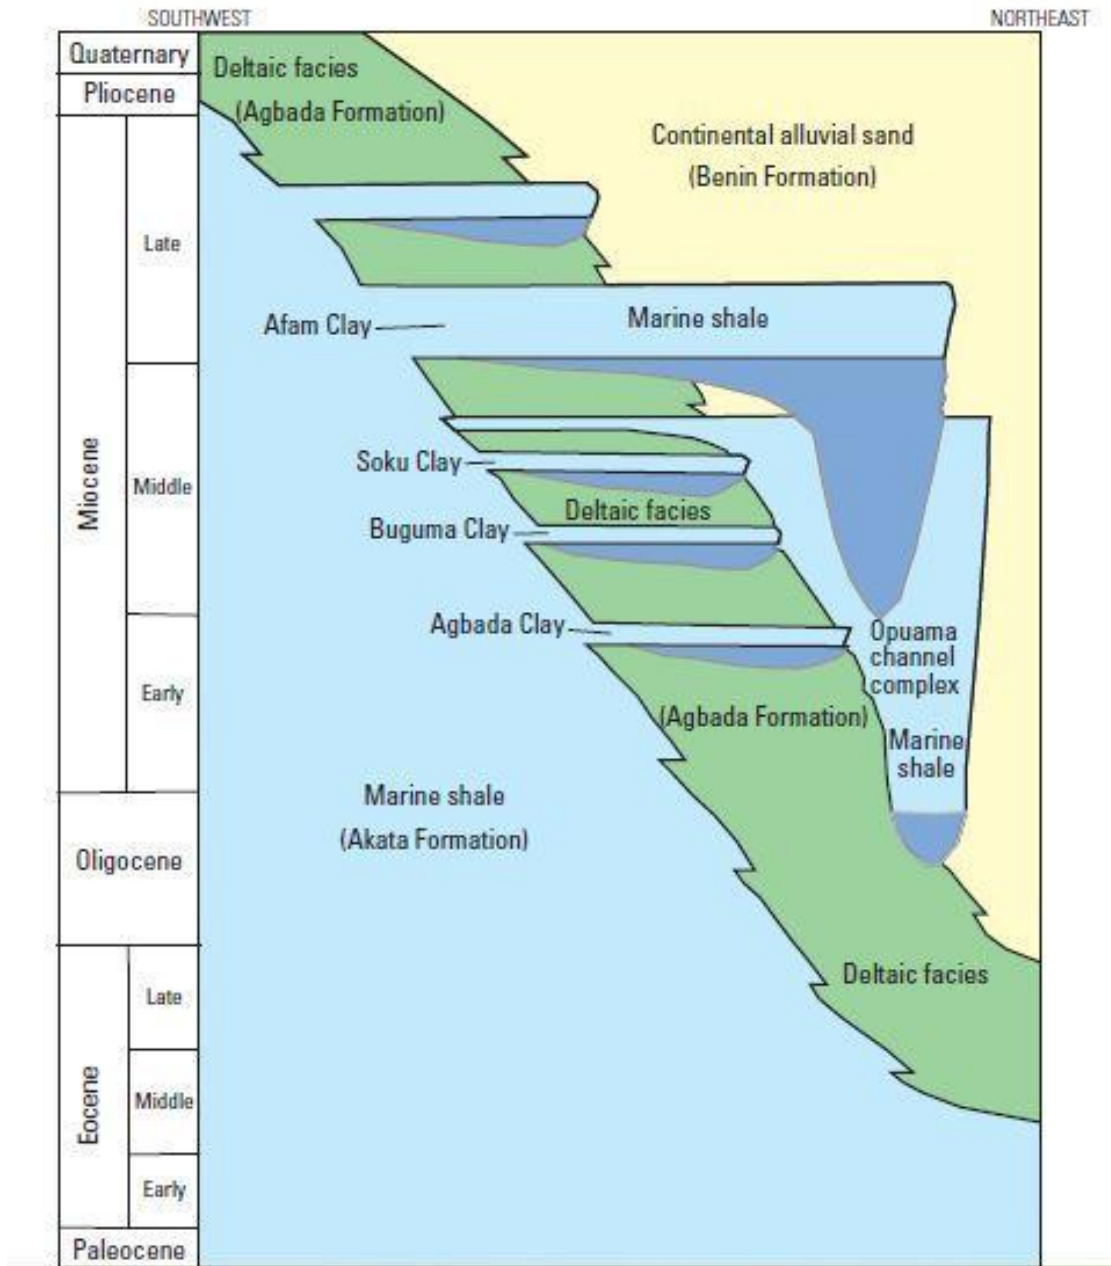 SOUTHWEST
NORTHEAST
Quaternary
Pliocene
Miocene
Late
Middle
Early
Oligocene
Eocene
Late
Middle
Early
Paleocene
Deltaic facies
(Agbada Formation)
Continental alluvial sand
(Benin Formation)
Afam Clay
Marine shale
Soku Clay
Deltaic facies
Buguma Clay
Agbada Clay
Opuama
channel
complex
(Agbada Formation)
Marine
shale
Marine shale
(Akata Formation)
Deltaic facies